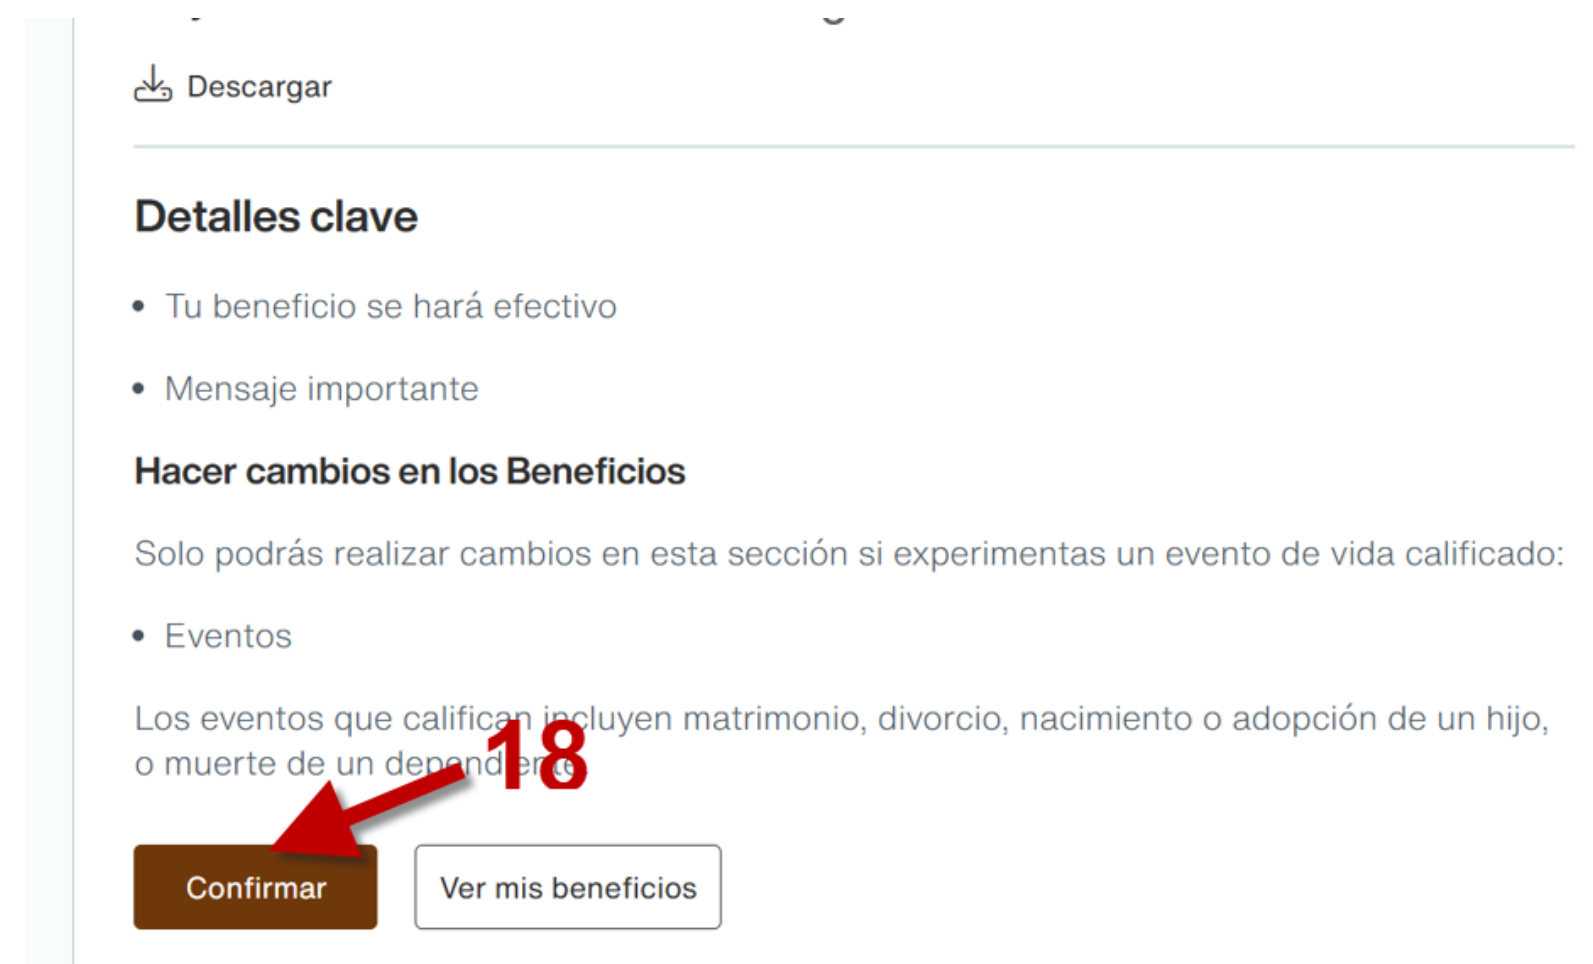 Descargar
Detalles clave
• Tu beneficio se hará efectivo
• Mensaje importante
Hacer cambios en los Beneficios
Solo podrás realizar cambios en esta sección si experimentas un evento de vida calificado:
• Eventos
Los eventos que califican incluyen matrimonio, divorcio, nacimiento o adopción de un hijo,
o muerte de un dependiente.
18
Confirmar
Ver mis beneficios